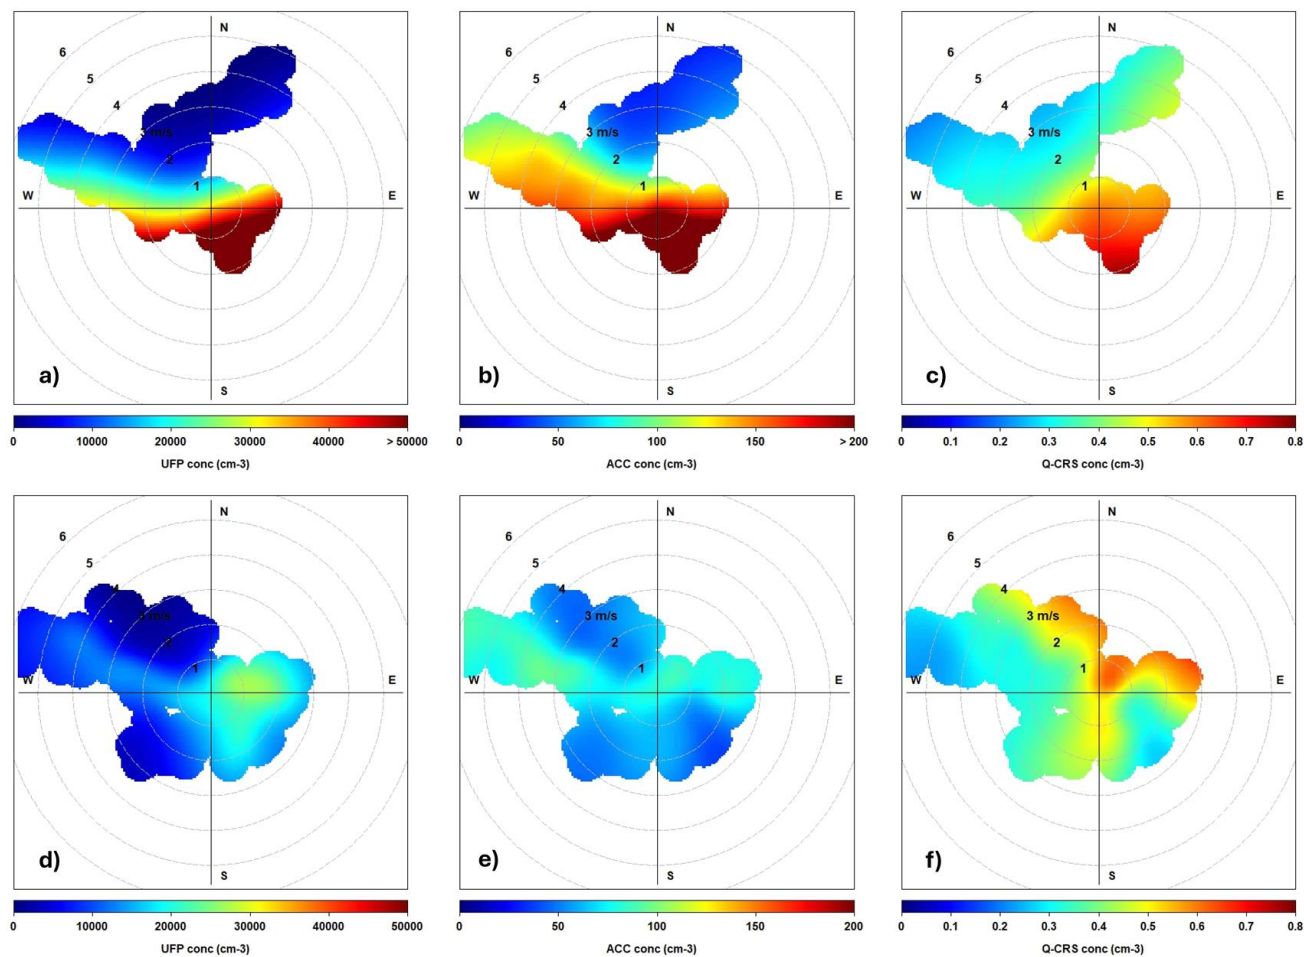 N
6
5
4
3 m/s
2
1
W
E
S
a)
0 10000 20000 30000 40000 > 50000
UFP conc (cm-3)
N
6
5
4
3 m/s
2
1
W
E
S
b)
0 50 100 150 > 200
ACC conc (cm-3)
N
6
5
4
3 m/s
2
1
W
E
S
c)
0 0.1 0.2 0.3 0.4 0.5 0.6 0.7 0.8
Q-CRS conc (cm-3)
N
6
5
4
3 m/s
2
1
W
E
S
d)
0 10000 20000 30000 40000 50000
UFP conc (cm-3)
N
6
5
4
3 m/s
2
1
W
E
S
e)
0 50 100 150 200
ACC conc (cm-3)
N
6
5
4
3 m/s
2
1
W
E
S
f)
0 0.1 0.2 0.3 0.4 0.5 0.6 0.7 0.8
Q-CRS conc (cm-3)